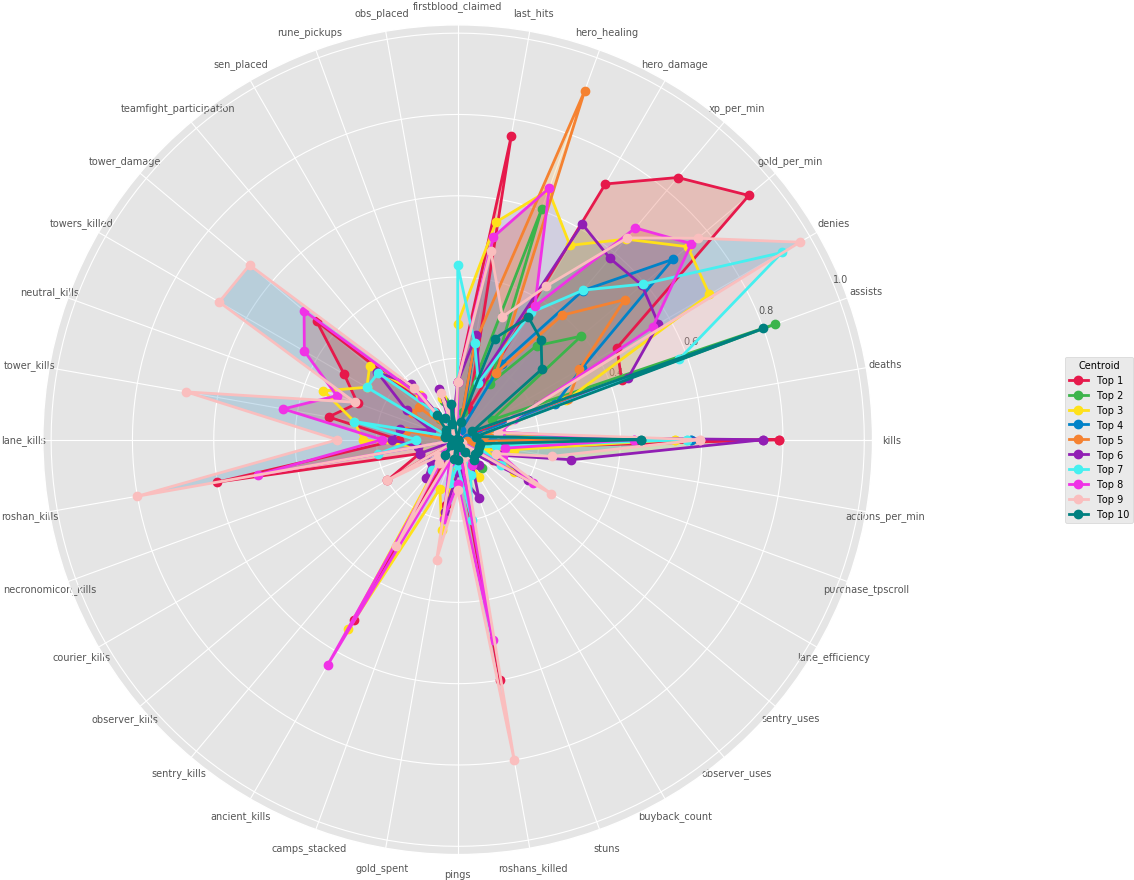 firstblood_claimed
obs_placed
last_hits
rune_pickups
hero_healing
sen_placed
hero_damage
teamfight_participation
xp_per_min
tower_damage
gold_per_min
towers_killed
denies
neutral_kills
1.0
assists
0.8
0.6
tower_kills
deaths
lane_kills
kills
roshan_kills
actions_per_min
necronomicon_kills
purchase_tpscroll
courier_kills
lane_efficiency
observer_kills
sentry_uses
sentry_kills
observer_uses
ancient_kills
buyback_count
camps_stacked
stuns
gold_spent
roshans_killed
pings
Centroid
Top 1
Top 2
Top 3
Top 4
Top 5
Top 6
Top 7
Top 8
Top 9
Top 10